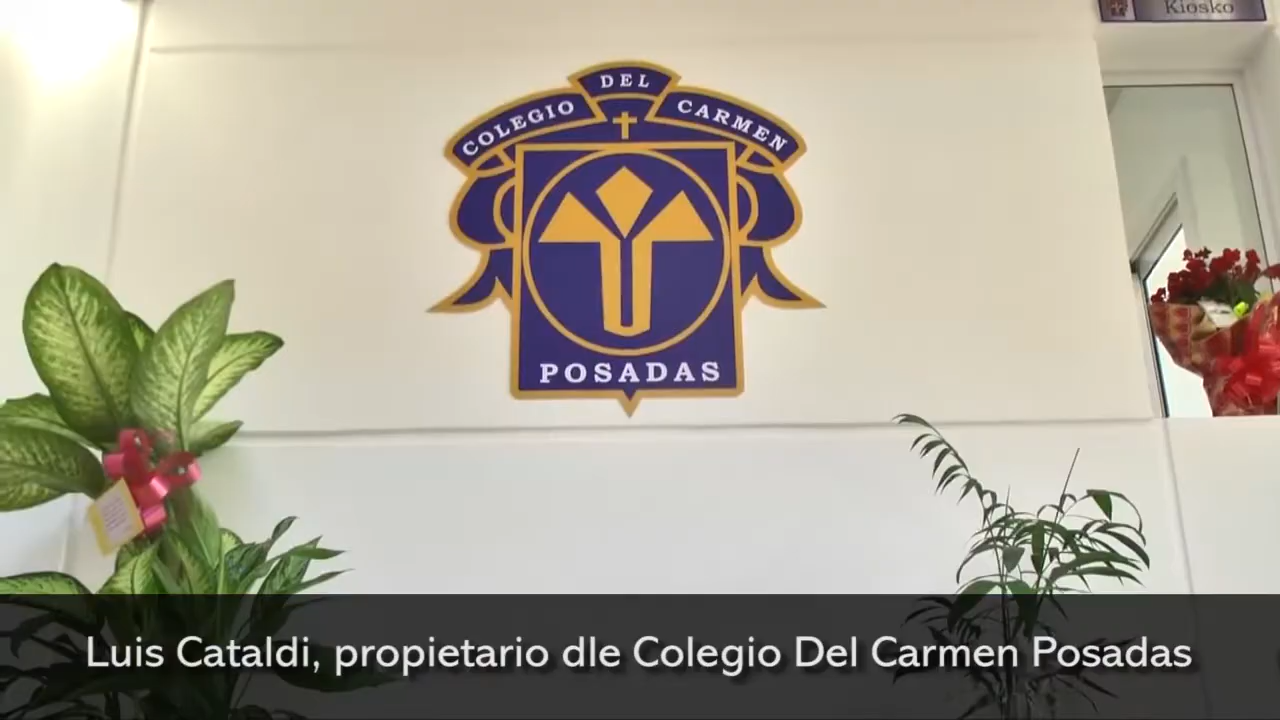 Kiosko
COLEGIO DEL CARMEN
POSADAS
Luis Cataldi, propietario dle Colegio Del Carmen Posadas